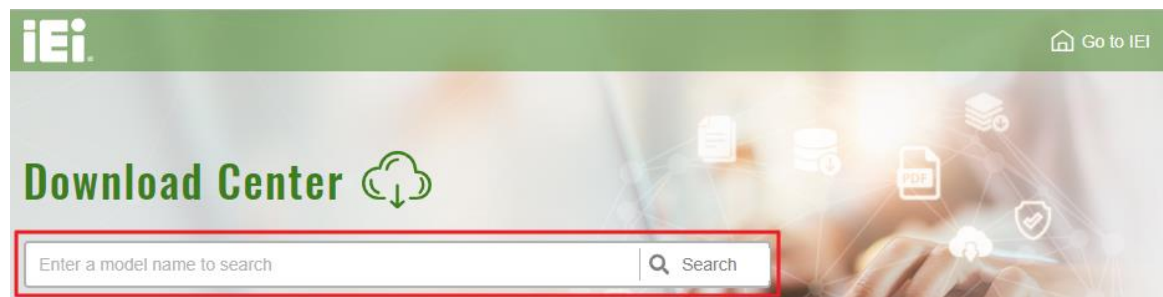 iEi
Go to IEI
PDF
Download Center
Enter a model name to search
Search